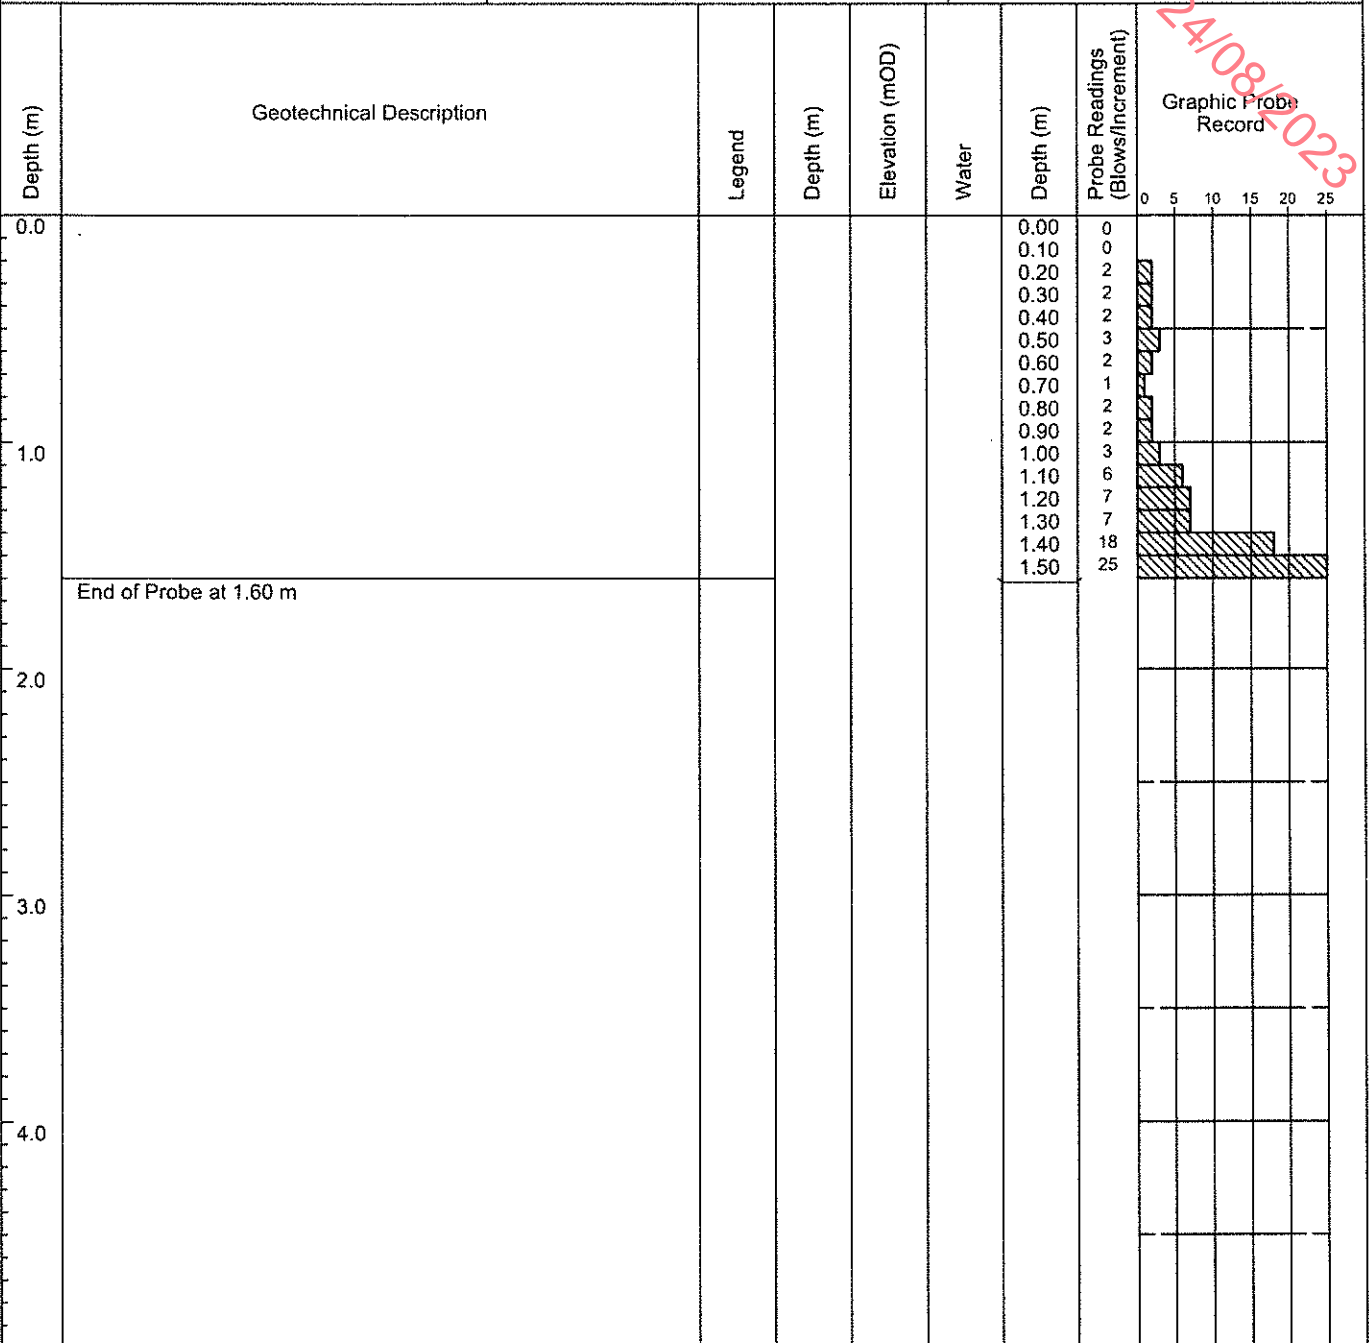 Depth (m)
Geotechnical Description
Legend
Depth (m)
Elevation (mOD)
Water
Depth (m)
Probe Readings
(Blows/Increment)
Graphic Probe
Record
24/08/2023
0 5 10 15 20 25
0.0
1.0
2.0
3.0
4.0
End of Probe at 1.60 m
0.00 0
0.10 0
0.20 2
0.30 2
0.40 2
0.50 3
0.60 2
0.70 1
0.80 2
0.90 2
1.00 3
1.10 6
1.20 7
1.30 7
1.40 18
1.50 25